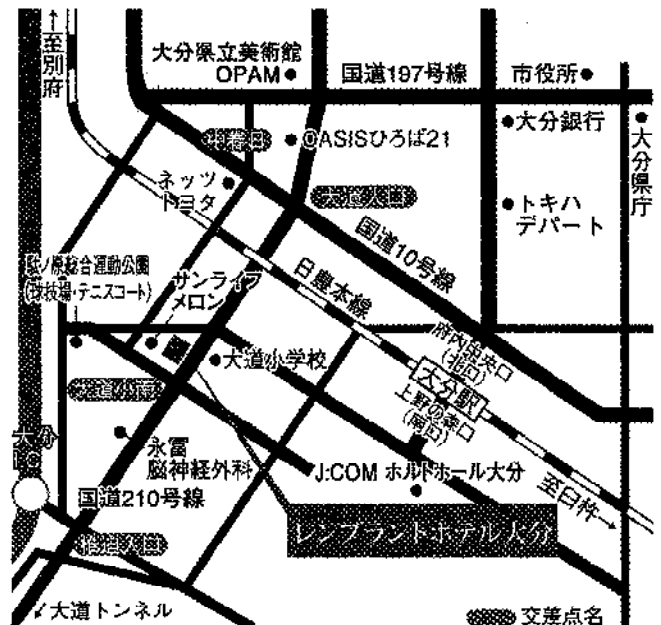 ↑至別府
大分県立美術館
OPAM
国道197号線
市役所
OASISひろば21
大分銀行
大分県庁
ネッツ
トヨタ
大道入口
トキハ
デパート
国道10号線
駄ノ原総合運動公園
(球技場・テニスコート)
サンライフ
メロン
日豊本線
府内中央口
(北口)
大分駅
上野の森口
(南口)
大道小学校
永冨
脳神経外科
J:COM ホルトホール大分
至臼杵→
国道210号線
レンブラントホテル大分
↙大道トンネル
交差点名